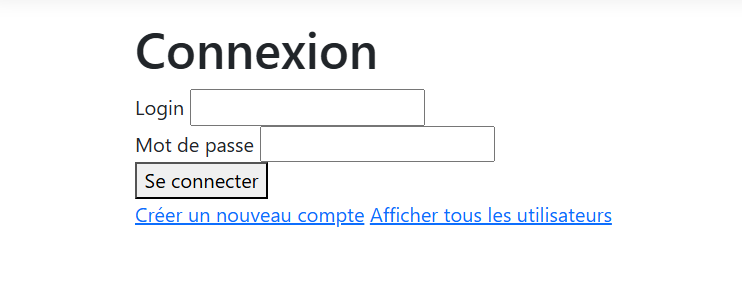 Connexion
Login
Mot de passe
Se connecter
Créer un nouveau compte Afficher tous les utilisateurs